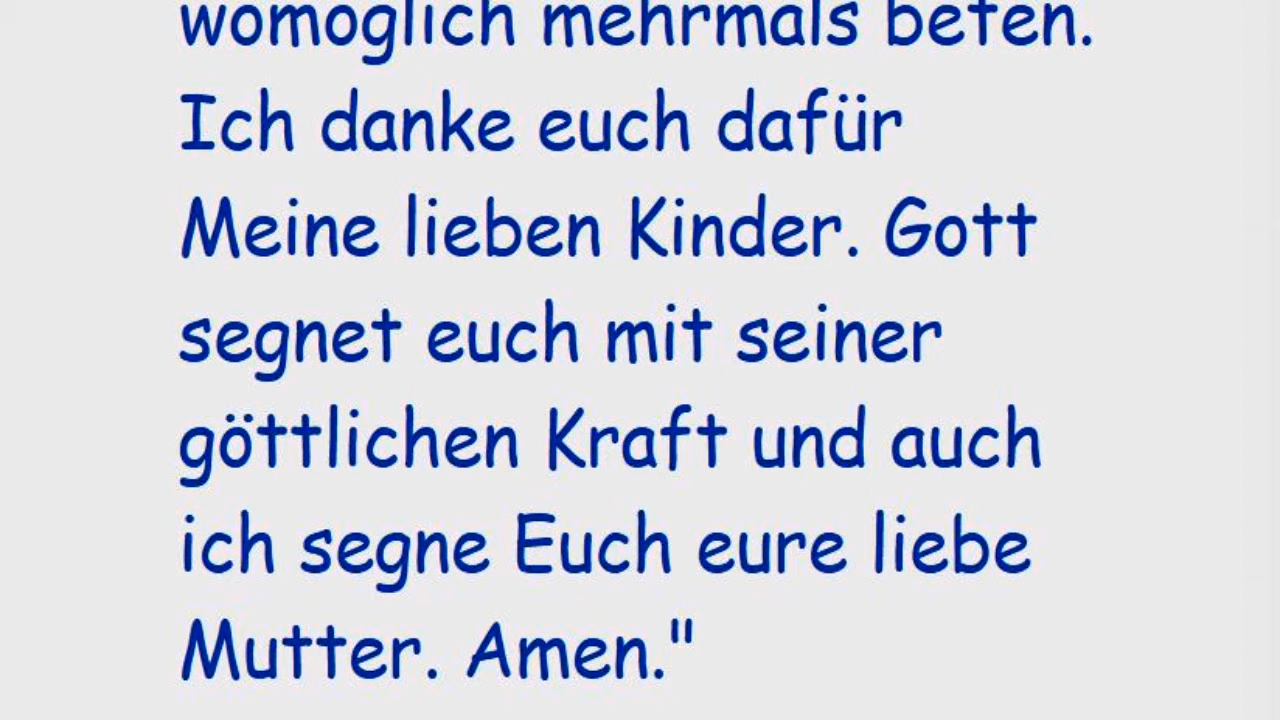 womöglich mehrmals beten.
Ich danke euch dafür
Meine lieben Kinder. Gott
segnet euch mit seiner
göttlichen Kraft und auch
ich segne Euch eure liebe
Mutter. Amen."